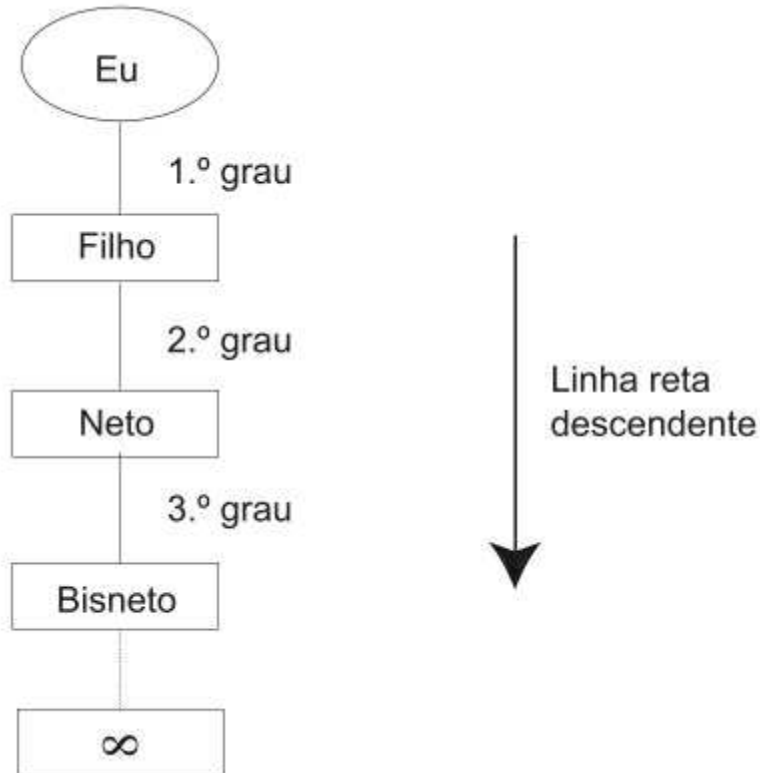 Eu
1.º grau
Filho
2.º grau
Neto
Linha reta
descendente
3.º grau
Bisneto
∞